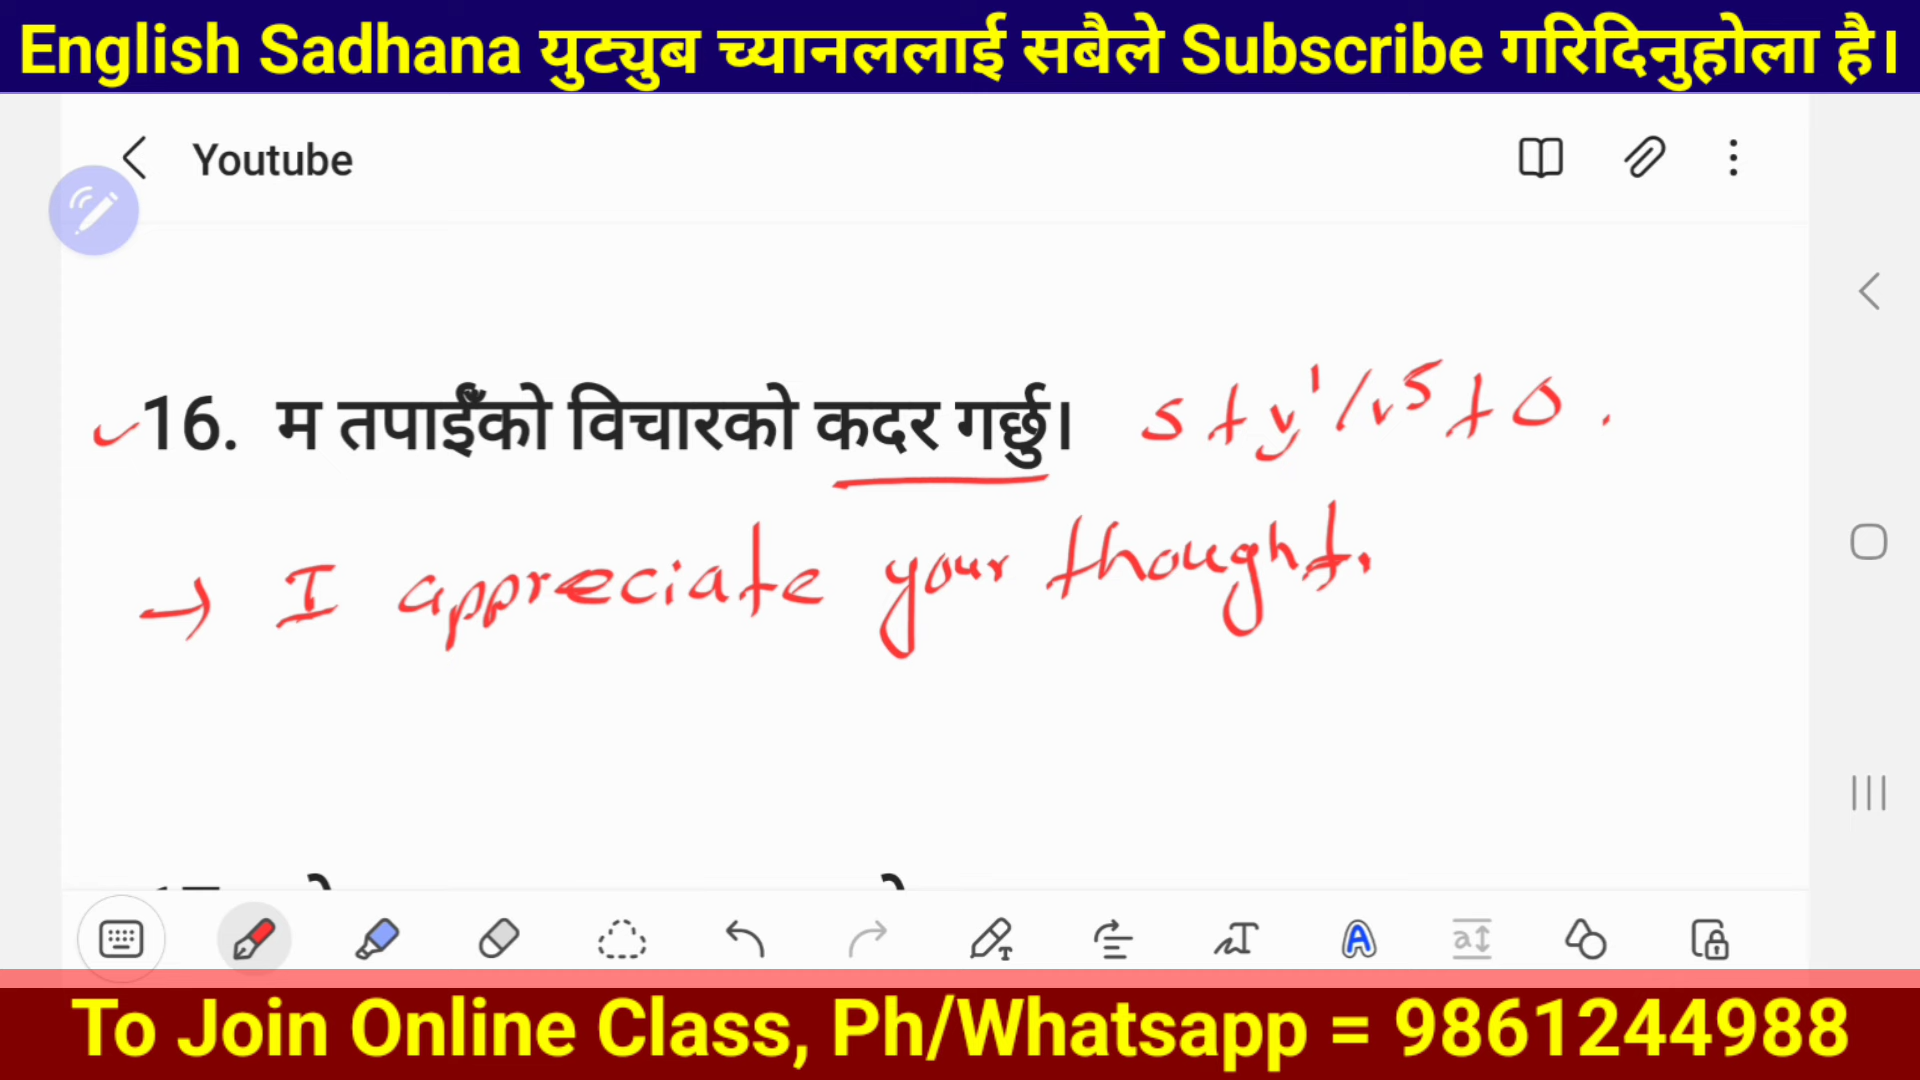 English Sadhana युट्युब च्यानललाई सबैले Subscribe गरिदिनुहोला है।
Youtube
16. म तपाईँको विचारको कदर गर्छु। S + v¹/v⁵ + O.
→ I appreciate your thought.
To Join Online Class, Ph/Whatsapp = 9861244988